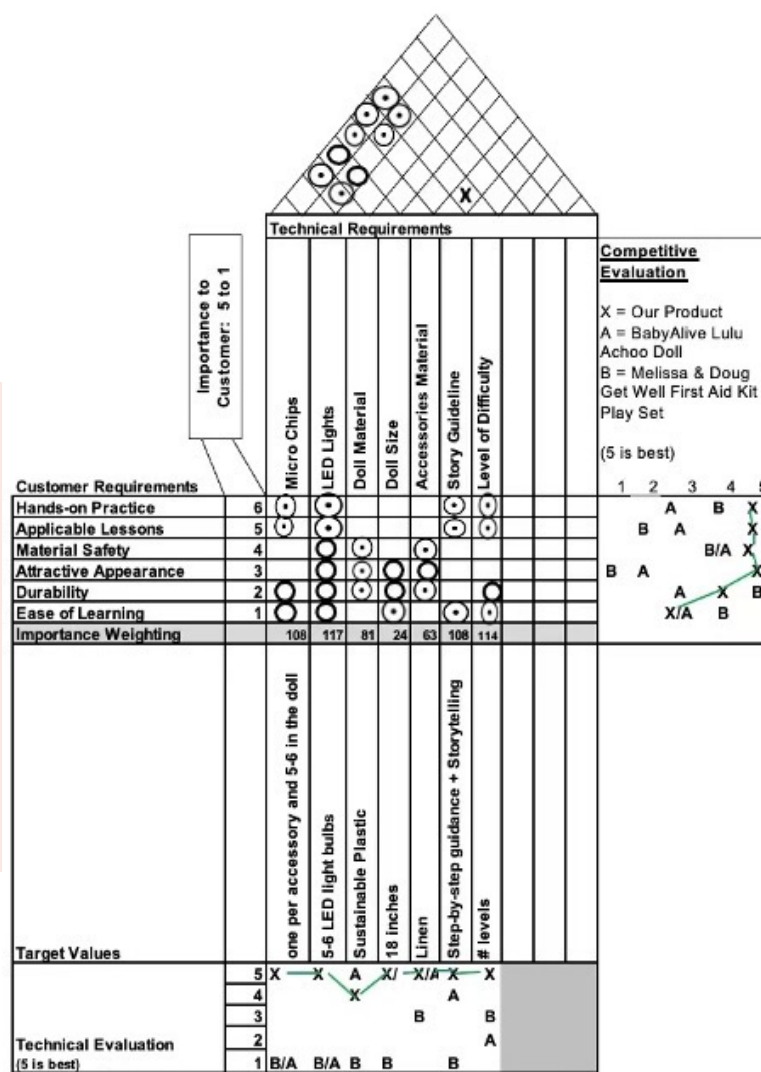 X
Technical Requirements
Importance to
Customer: 5 to 1
Competitive
Evaluation
X = Our Product
A = BabyAlive Lulu
Achoo Doll
B = Melissa & Doug
Get Well First Aid Kit
Play Set
(5 is best)
Micro Chips
LED Lights
Doll Material
Doll Size
Accessories Material
Story Guideline
Level of Difficulty
Customer Requirements 1 2 3 4 5
Hands-on Practice 6 A B X
Applicable Lessons 5 B A X
Material Safety 4 B/A X
Attractive Appearance 3 B A X
Durability 2 A X B
Ease of Learning 1 X/A B
Importance Weighting 108 117 81 24 63 108 114
one per accessory and 5-6 in the doll
5-6 LED light bulbs
Sustainable Plastic
18 inches
Linen
Step-by-step guidance + Storytelling
# levels
Target Values
5 X X A X/ X/A X X
4 X A
3 B B
Technical Evaluation 2 A
(5 is best) 1 B/A B/A B B B